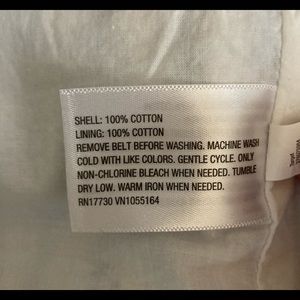 SHELL: 100% COTTON
LINING: 100% COTTON
REMOVE BELT BEFORE WASHING. MACHINE WASH
COLD WITH LIKE COLORS. GENTLE CYCLE. ONLY
NON-CHLORINE BLEACH WHEN NEEDED. TUMBLE
DRY LOW. WARM IRON WHEN NEEDED.
RN17730 VN1055164